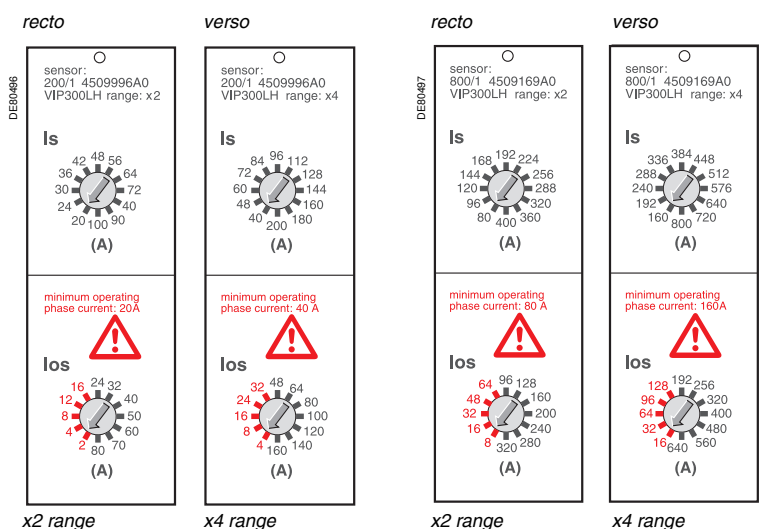 recto
verso
recto
verso
DE80496
sensor:
200/1 4509996A0
VIP300LH range: x2
Is
20
24
30
36
42
48
56
64
72
40
90
100
(A)
minimum operating
phase current: 20A
Ios
2
4
8
12
16
24
32
40
50
60
70
80
(A)
x2 range
sensor:
200/1 4509996A0
VIP300LH range: x4
Is
40
48
60
72
84
96
112
128
144
160
180
200
(A)
minimum operating
phase current: 40 A
Ios
4
8
16
24
32
48
64
80
100
120
140
160
(A)
x4 range
DE80497
sensor:
800/1 4509169A0
VIP300LH range: x2
Is
80
96
120
144
168
192
224
256
288
320
360
400
(A)
minimum operating
phase current: 80 A
Ios
8
16
32
48
64
96
128
160
200
240
280
320
(A)
x2 range
sensor:
800/1 4509169A0
VIP300LH range: x4
Is
160
192
240
288
336
384
448
512
576
640
720
800
(A)
minimum operating
phase current: 160A
Ios
16
32
64
96
128
192
256
320
400
480
560
640
(A)
x4 range